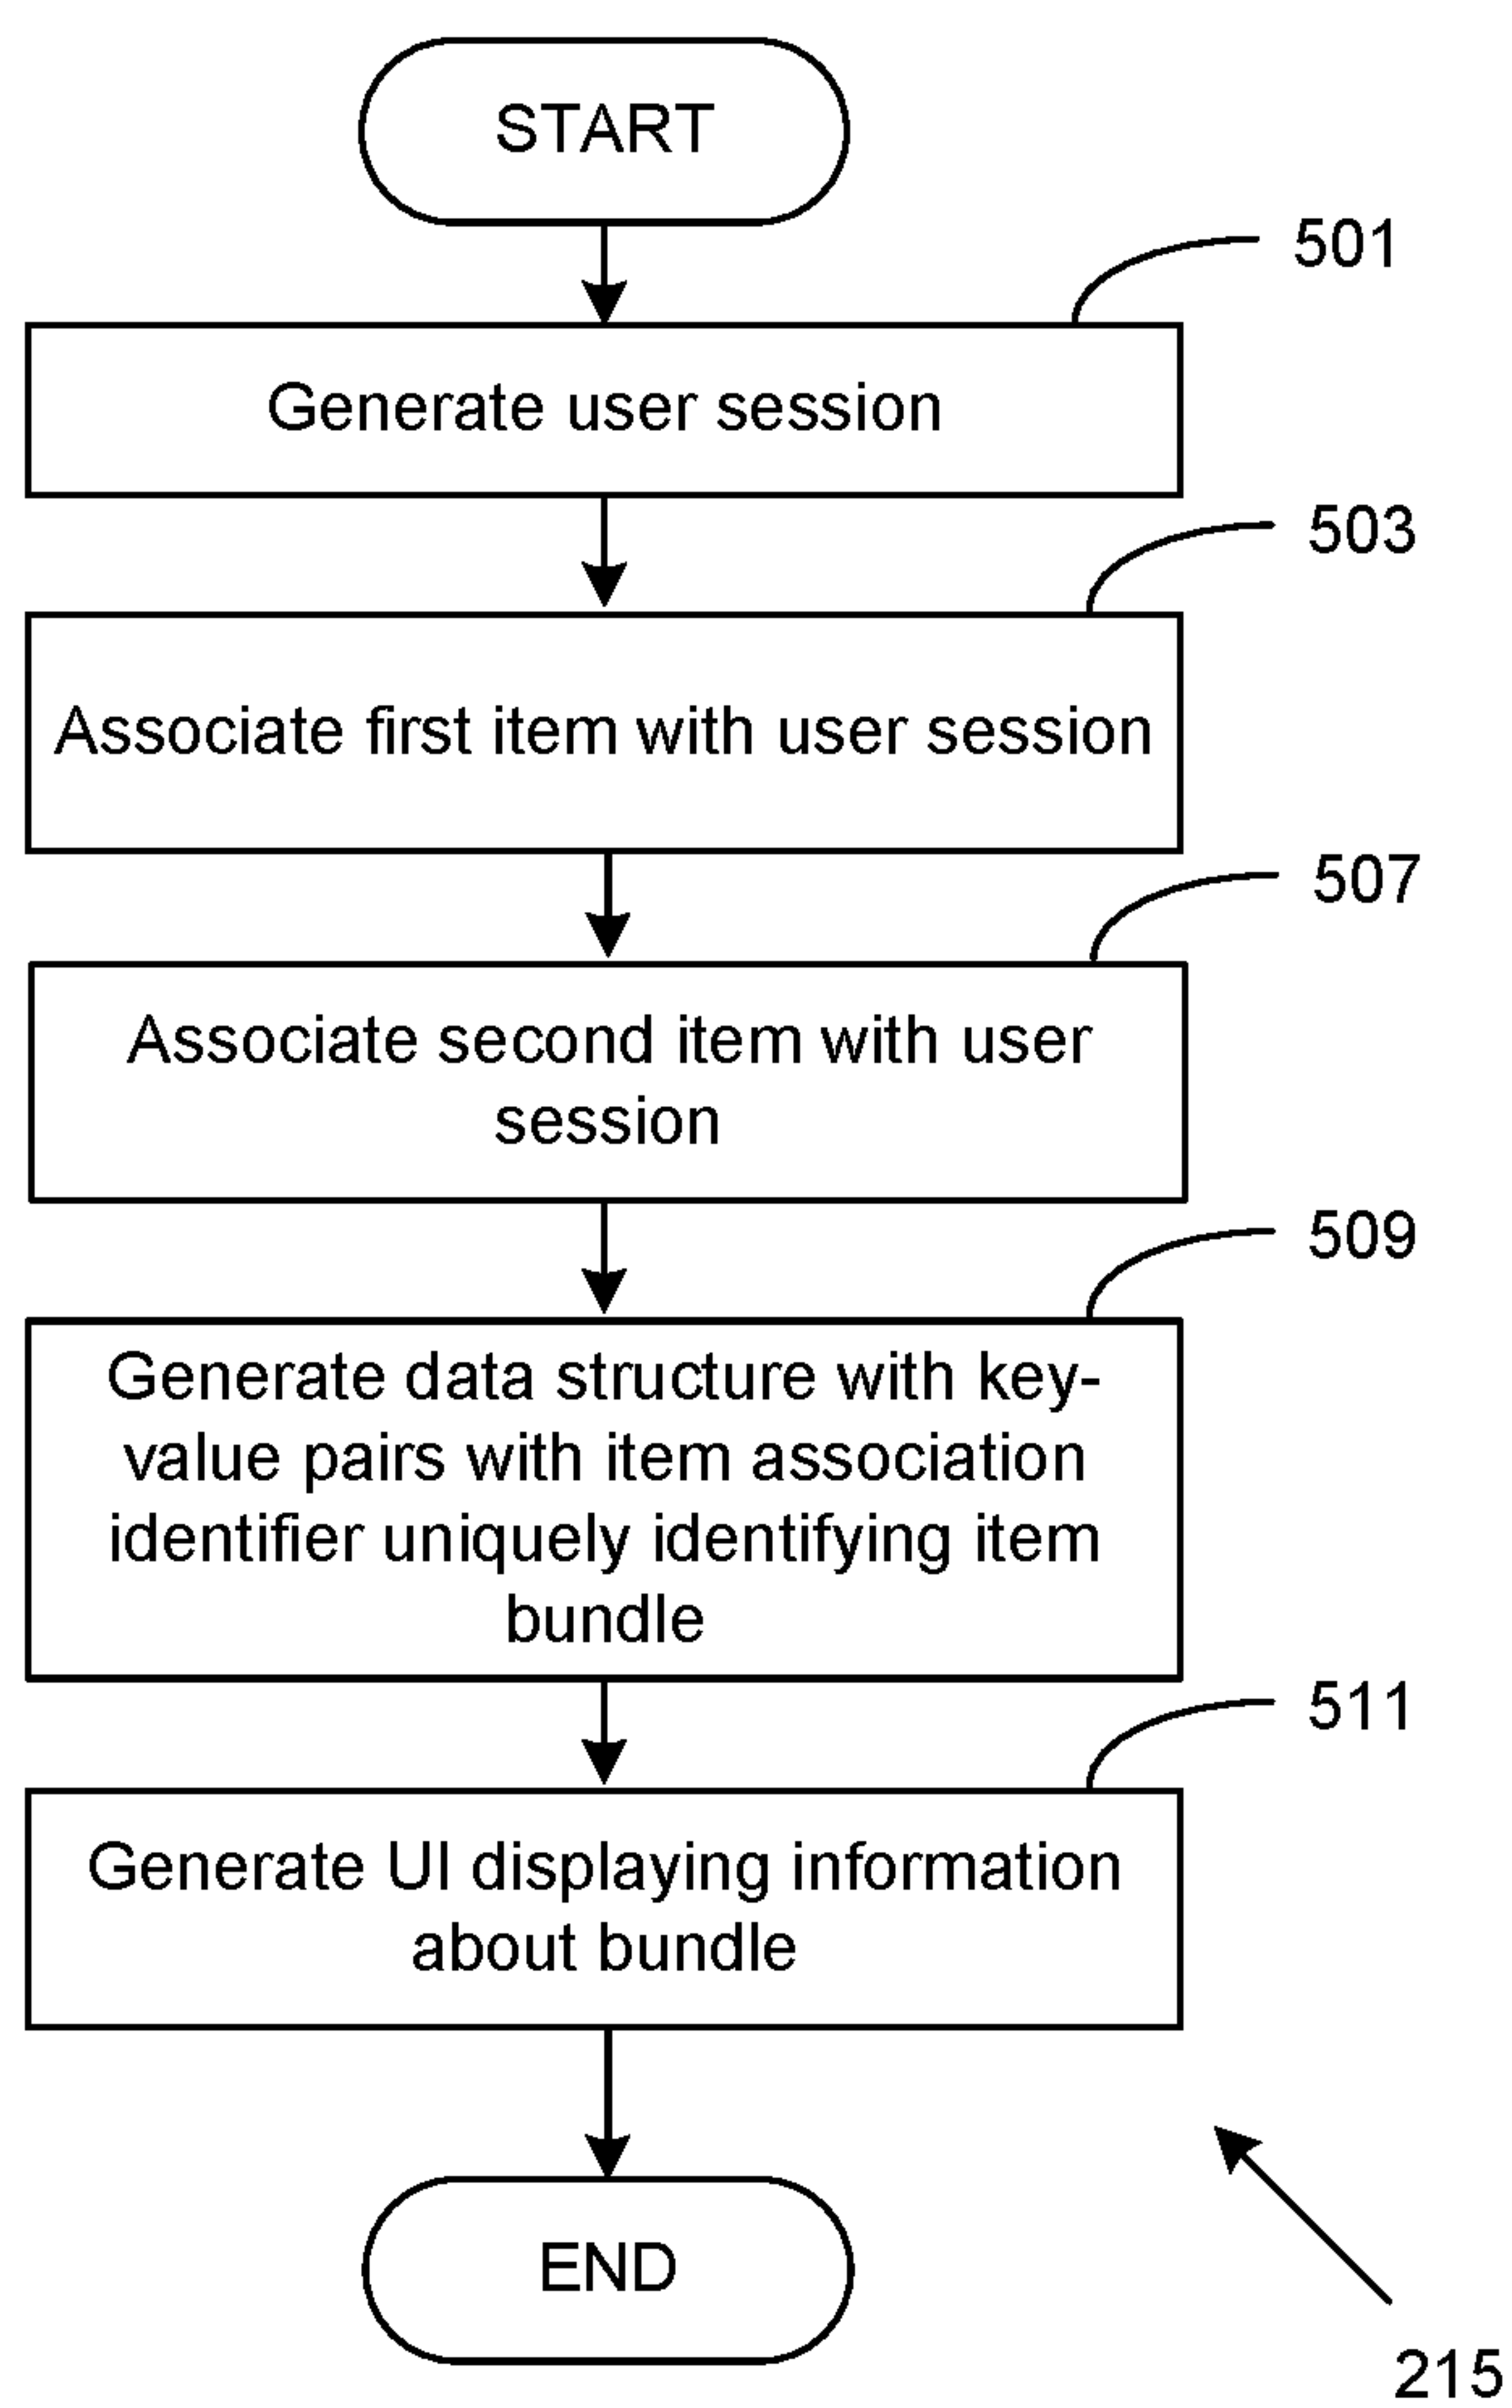 START
501
Generate user session
503
Associate first item with user session
507
Associate second item with user
session
509
Generate data structure with key-
value pairs with item association
identifier uniquely identifying item
bundle
511
Generate UI displaying information
about bundle
END
215